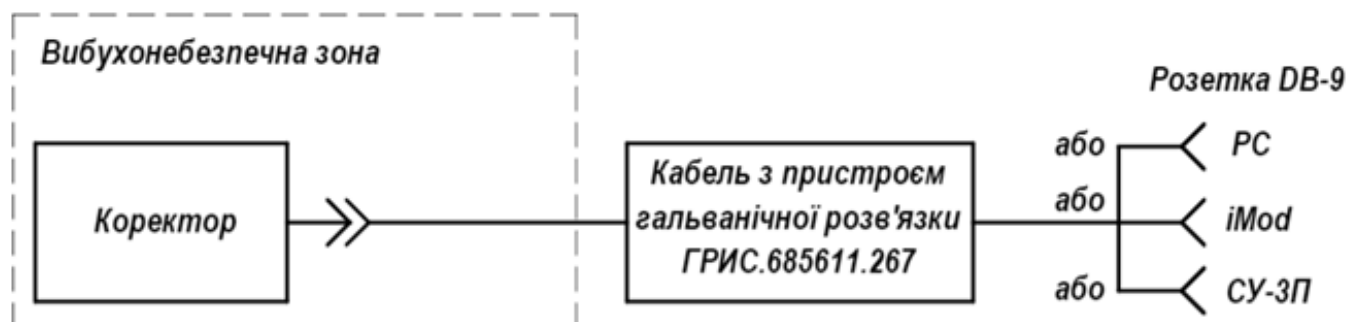 Вибухонебезпечна зона
Розетка DB-9
Коректор
Кабель з пристроєм
гальванічної розв'язки
ГРИС.685611.267
або PC
або iMod
або СУ-ЗП